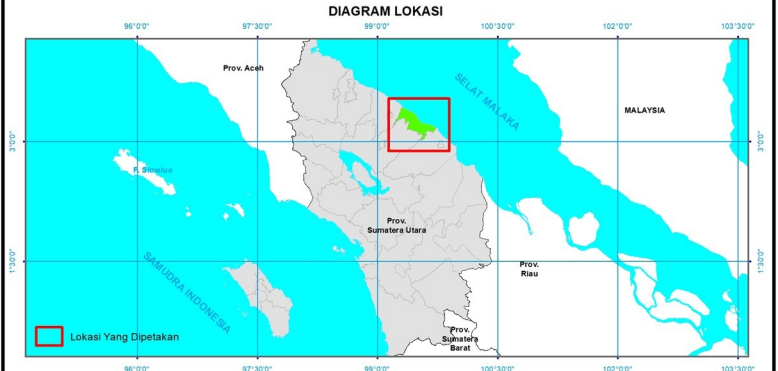 DIAGRAM LOKASI
96°0'0"
97°30'0"
99°0'0"
100°30'0"
102°0'0"
103°30'0"
Prov. Aceh
SELAT MALAKA
MALAYSIA
3°0'0"
3°0'0"
P. Simelue
Prov.
Sumatera Utara
SAMUDRA INDONESIA
1°30'0"
1°30'0"
Prov.
Riau
Lokasi Yang Dipetakan
Prov.
Sumatera
Barat
96°0'0"
97°30'0"
99°0'0"
100°30'0"
102°0'0"
103°30'0"